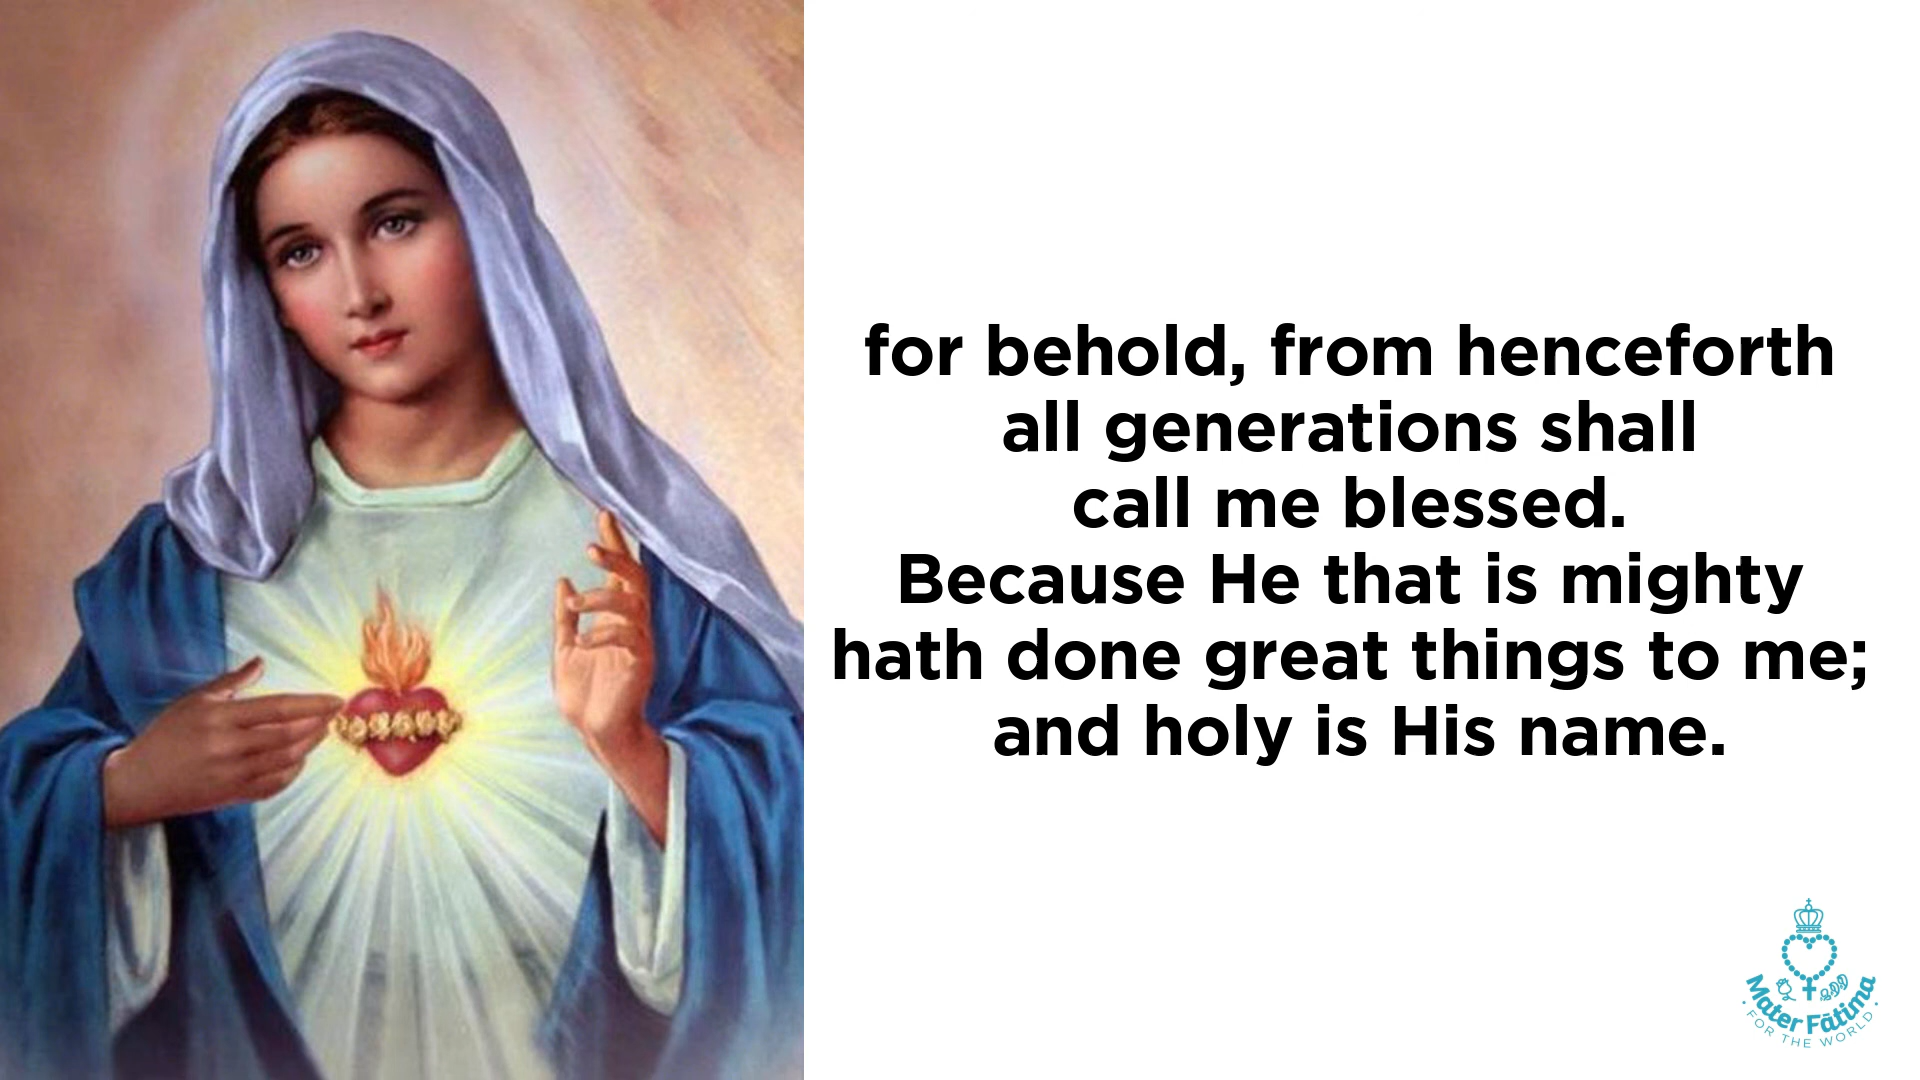 for behold, from henceforth
all generations shall
call me blessed.
Because He that is mighty
hath done great things to me;
and holy is His name.
Mater Fātima
· FOR THE WORLD ·